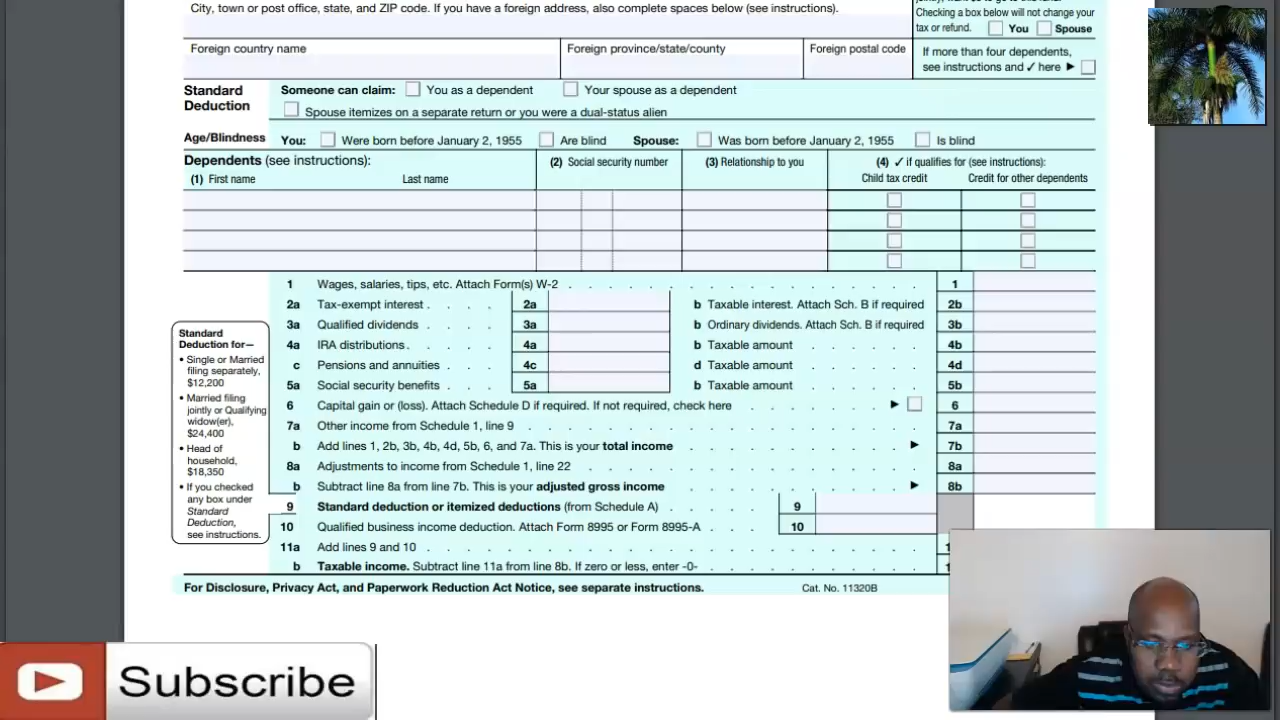 City, town or post office, state, and ZIP code. If you have a foreign address, also complete spaces below (see instructions).
Checking a box below will not change your
tax or refund. You Spouse
Foreign country name Foreign province/state/county Foreign postal code
If more than four dependents,
see instructions and ✓ here ►
Standard
Deduction
Someone can claim: You as a dependent Your spouse as a dependent
Spouse itemizes on a separate return or you were a dual-status alien
Age/Blindness You: Were born before January 2, 1955 Are blind Spouse: Was born before January 2, 1955 Is blind
Dependents (see instructions):
(1) First name Last name
(2) Social security number
(3) Relationship to you
(4) ✓ if qualifies for (see instructions):
Child tax credit Credit for other dependents
1 Wages, salaries, tips, etc. Attach Form(s) W-2 . . . . . . . . . . . . . . . . . . 1
2a Tax-exempt interest . . . . 2a b Taxable interest. Attach Sch. B if required 2b
3a Qualified dividends . . . . 3a b Ordinary dividends. Attach Sch. B if required 3b
4a IRA distributions . . . . . 4a b Taxable amount . . . . . . 4b
c Pensions and annuities . . . 4c d Taxable amount . . . . . . 4d
5a Social security benefits . . . 5a b Taxable amount . . . . . . 5b
6 Capital gain or (loss). Attach Schedule D if required. If not required, check here . . . . . . . ► 6
7a Other income from Schedule 1, line 9 . . . . . . . . . . . . . . . . . . . 7a
b Add lines 1, 2b, 3b, 4b, 4d, 5b, 6, and 7a. This is your total income . . . . . . . . . . ► 7b
8a Adjustments to income from Schedule 1, line 22 . . . . . . . . . . . . . . . . . 8a
b Subtract line 8a from line 7b. This is your adjusted gross income . . . . . . . . . . ► 8b
9 Standard deduction or itemized deductions (from Schedule A) . . . . . 9
10 Qualified business income deduction. Attach Form 8995 or Form 8995-A . . . 10
11a Add lines 9 and 10 . . . . . . . . . . . . . . . . . . . . . . .
b Taxable income. Subtract line 11a from line 8b. If zero or less, enter -0- . . . . . . . . .
Standard
Deduction for—
• Single or Married
filing separately,
$12,200
• Married filing
jointly or Qualifying
widow(er),
$24,400
• Head of
household,
$18,350
• If you checked
any box under
Standard
Deduction,
see instructions.
For Disclosure, Privacy Act, and Paperwork Reduction Act Notice, see separate instructions. Cat. No. 11320B
Subscribe